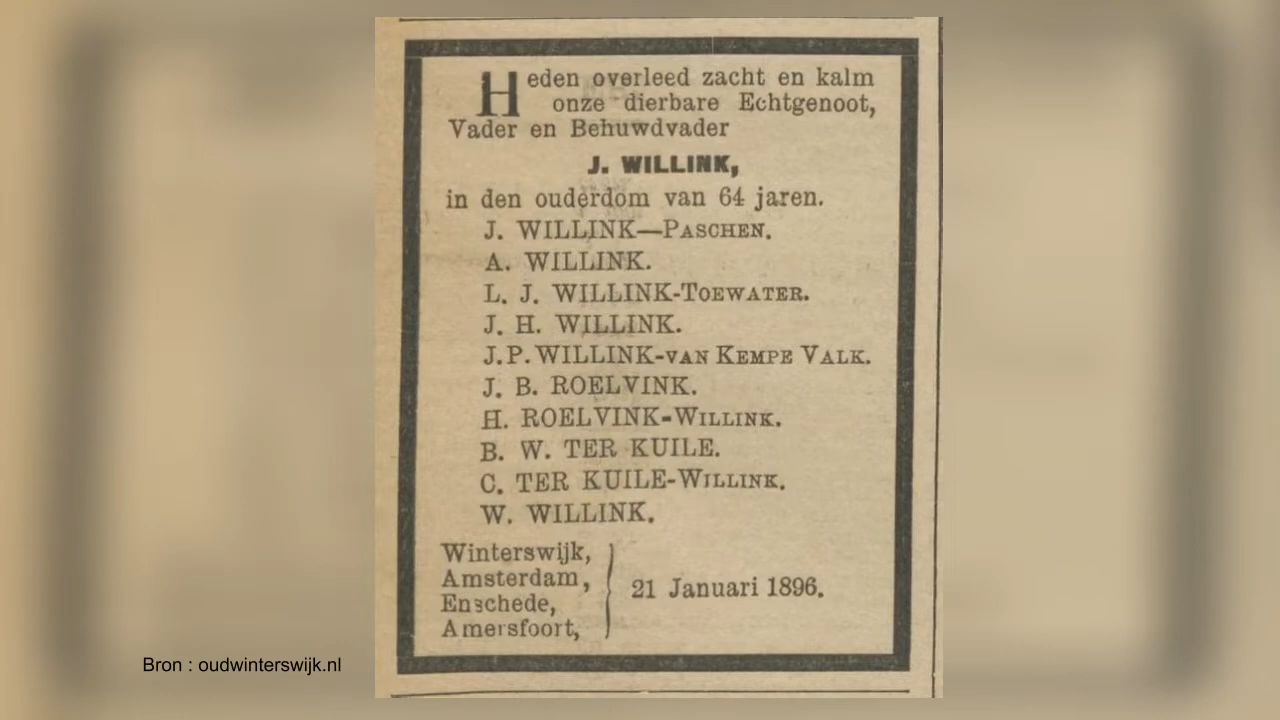 Heden overleed zacht en kalm
onze dierbare Echtgenoot,
Vader en Behuwdvader
J. WILLINK,
in den ouderdom van 64 jaren.
J. WILLINK—PASCHEN.
A. WILLINK.
L. J. WILLINK-TOEWATER.
J. H. WILLINK.
J. P. WILLINK-VAN KEMPE VALK.
J. B. ROELVINK.
H. ROELVINK-WILLINK.
B. W. TER KUILE.
C. TER KUILE-WILLINK.
W. WILLINK.
Winterswijk,
Amsterdam,
Enschede,
Amersfoort,
21 Januari 1896.
Bron : oudwinterswijk.nl